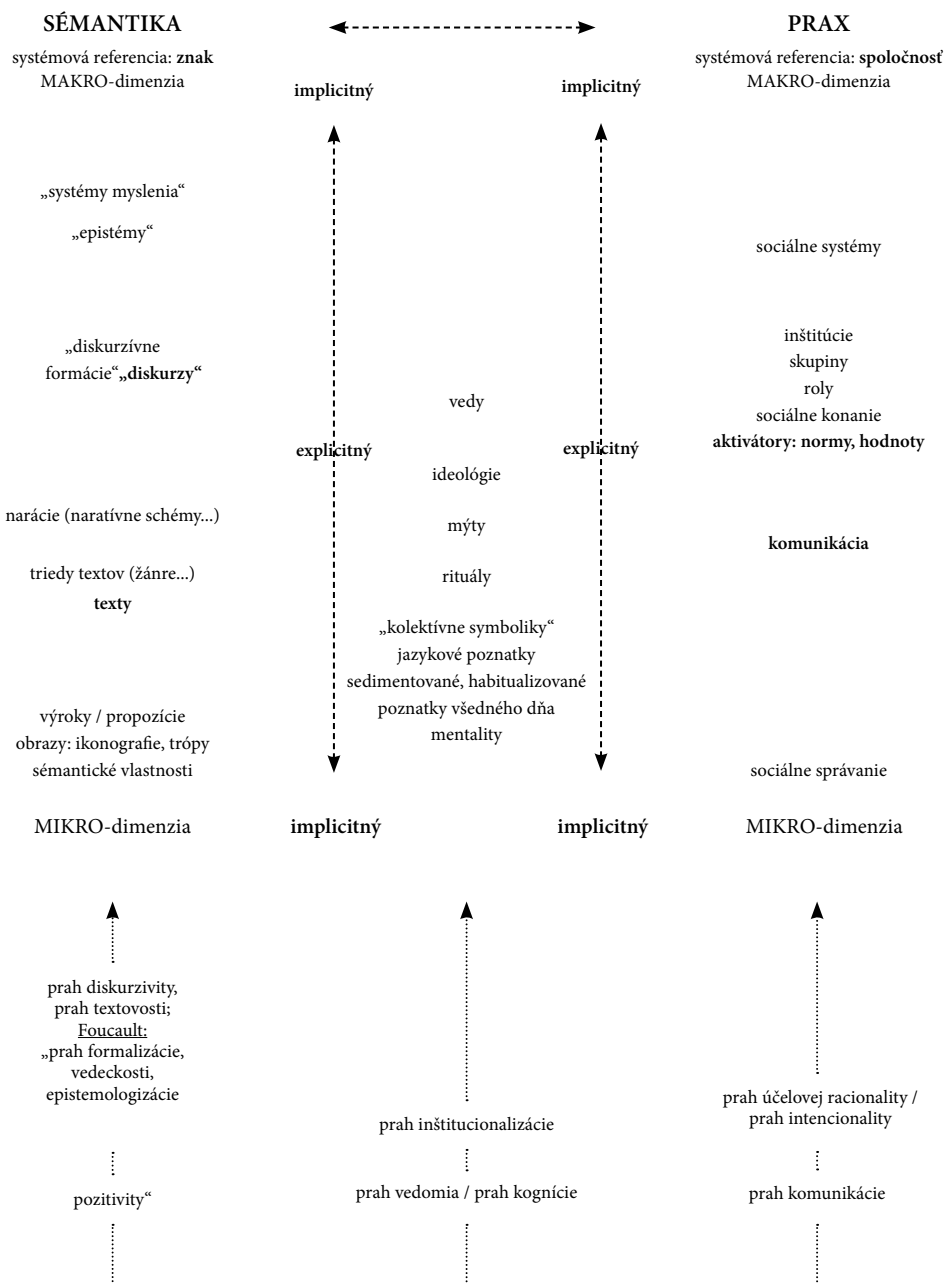 SÉMANTIKA
systémová referencia: znak
MAKRO-dimenzia
PRAX
systémová referencia: spoločnosť
MAKRO-dimenzia
implicitný
implicitný
„systémy myslenia“
„epistémy“
„diskurzívne
formácie“„diskurzy“
narácie (naratívne schémy...)
triedy textov (žánre...)
texty
výroky / propozície
obrazy: ikonografie, trópy
sémantické vlastnosti
MIKRO-dimenzia
explicitný
explicitný
vedy
ideológie
mýty
rituály
„kolektívne symboliky“
jazykové poznatky
sedimentované, habitualizované
poznatky všedného dňa
mentality
implicitný
implicitný
sociálne systémy
inštitúcie
skupiny
roly
sociálne konanie
aktivátory: normy, hodnoty
komunikácia
sociálne správanie
MIKRO-dimenzia
prah diskurzivity,
prah textovosti;
Foucault:
„prah formalizácie,
vedeckosti,
epistemologizácie
pozitivity“
prah inštitucionalizácie
prah vedomia / prah kognície
prah účelovej racionality /
prah intencionality
prah komunikácie